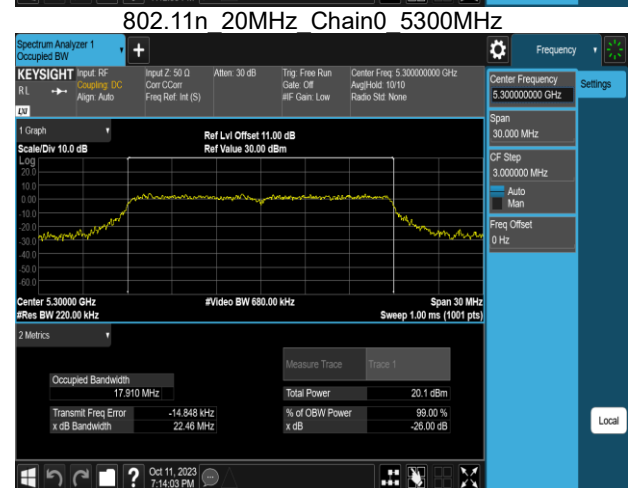 802.11n_20MHz_Chain0_5300MHz
Spectrum Analyzer 1
Occupied BW
+
Frequency
KEYSIGHT
RL
LXI
Input: RF
Coupling: DC
Align: Auto
Input Z: 50 Ω
Corr CCorr
Freq Ref: Int (S)
Atten: 30 dB
Trig: Free Run
Gate: Off
#IF Gain: Low
Center Freq: 5.300000000 GHz
Avg|Hold: 10/10
Radio Std: None
Center Frequency
5.300000000 GHz
Settings
Span
30.000 MHz
CF Step
3.000000 MHz
Auto
Man
Freq Offset
0 Hz
1 Graph
Scale/Div 10.0 dB
Ref Lvl Offset 11.00 dB
Ref Value 30.00 dBm
Log
20.0
10.0
0.00
-10.0
-20.0
-30.0
-40.0
-50.0
-60.0
Center 5.30000 GHz
#Res BW 220.00 kHz
#Video BW 680.00 kHz
Span 30 MHz
Sweep 1.00 ms (1001 pts)
2 Metrics
Measure Trace Trace 1
Occupied Bandwidth
17.910 MHz
Total Power 20.1 dBm
Transmit Freq Error -14.848 kHz
% of OBW Power 99.00 %
x dB Bandwidth 22.46 MHz
x dB -26.00 dB
Local
?
Oct 11, 2023
7:14:03 PM